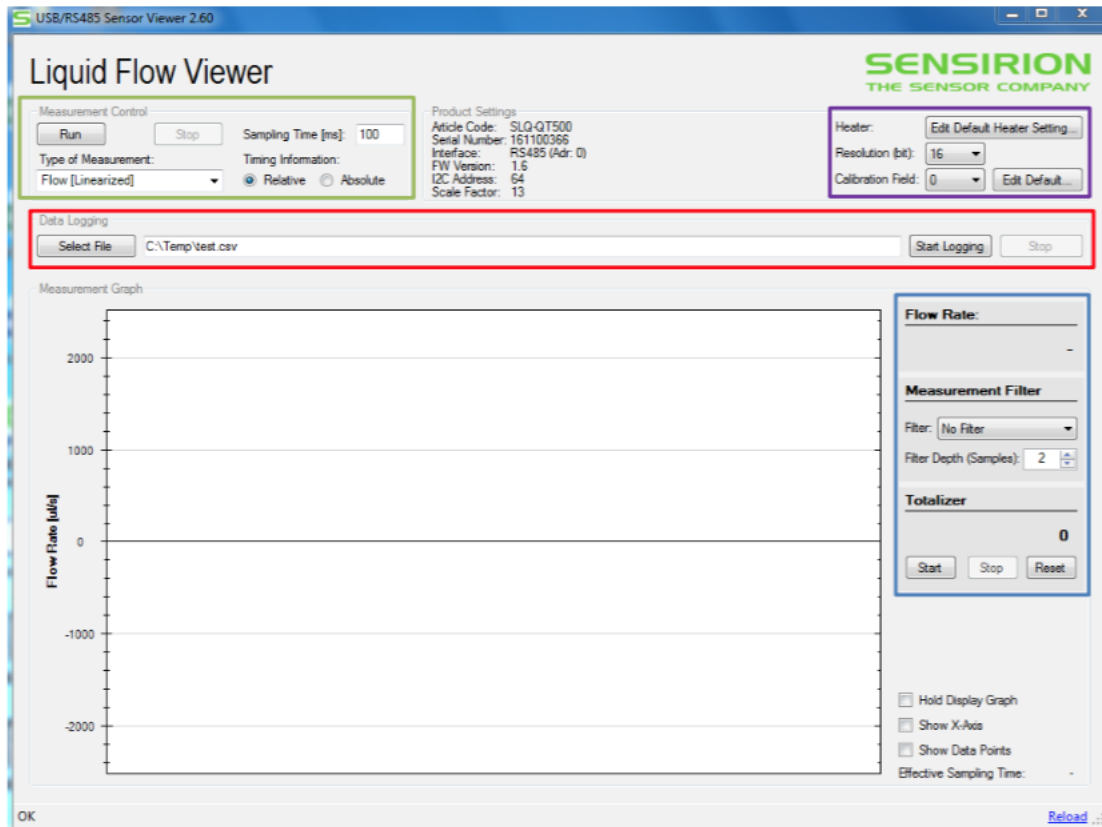 USB/RS485 Sensor Viewer 2.60
Liquid Flow Viewer
SENSIRION
THE SENSOR COMPANY
Measurement Control
Run
Stop
Sampling Time [ms]: 100
Type of Measurement:
Timing Information:
Flow [Linearized]
Relative
Absolute
Product Settings
Article Code: SLQ-QT500
Serial Number: 161100366
Interface: RS485 (Adr: 0)
FW Version: 1.6
I2C Address: 64
Scale Factor: 13
Heater: Edit Default Heater Setting...
Resolution (bit): 16
Calibration Field: 0 Edit Default...
Data Logging
Select File
C:\Temp\test.csv
Start Logging
Stop
Measurement Graph
Flow Rate [ul/s]
2000
1000
0
-1000
-2000
Flow Rate:
-
Measurement Filter
Filter: No Filter
Filter Depth (Samples): 2
Totalizer
0
Start
Stop
Reset
Hold Display Graph
Show X-Axis
Show Data Points
Effective Sampling Time: -
OK
Reload